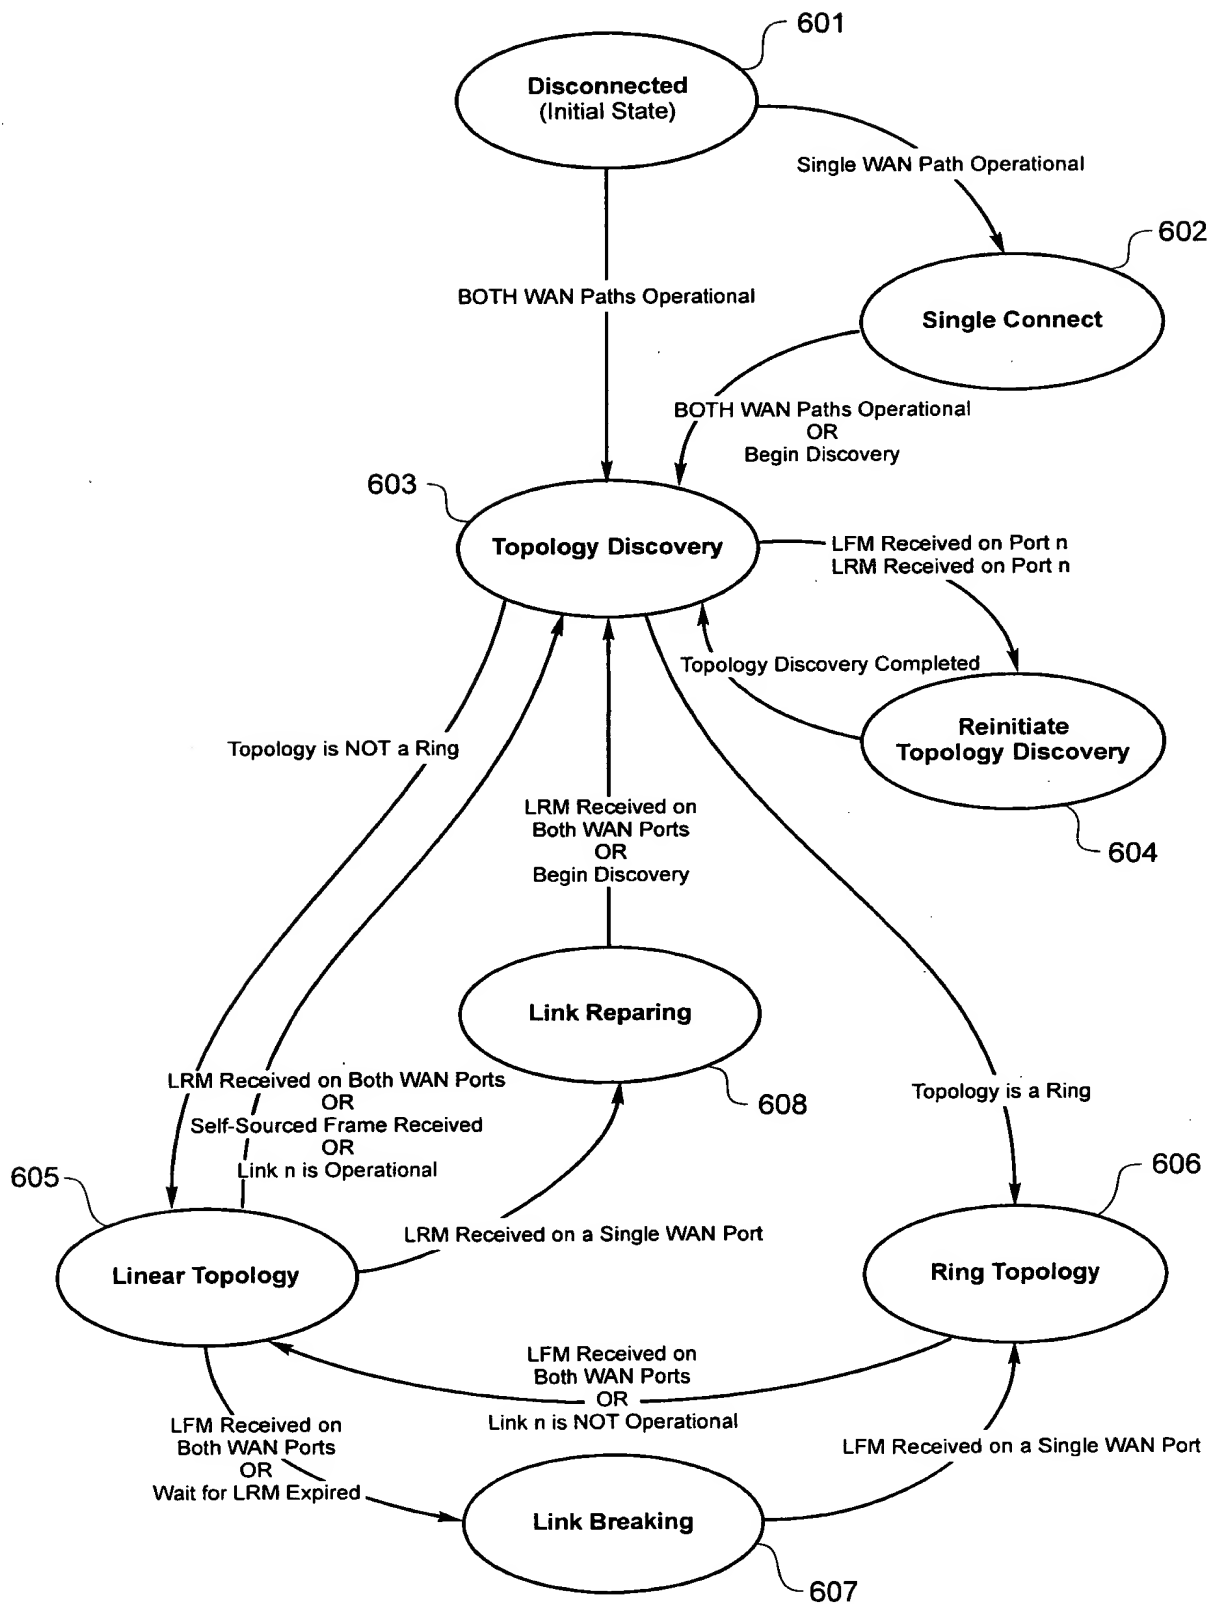 601
Disconnected
(Initial State)
Single WAN Path Operational
602
Single Connect
BOTH WAN Paths Operational
BOTH WAN Paths Operational
OR
Begin Discovery
603
Topology Discovery
LFM Received on Port n
LRM Received on Port n
Topology Discovery Completed
Reinitiate
Topology Discovery
604
Topology is NOT a Ring
LRM Received on
Both WAN Ports
OR
Begin Discovery
Link Reparing
608
LRM Received on Both WAN Ports
OR
Self-Sourced Frame Received
OR
Link n is Operational
Topology is a Ring
605
606
LRM Received on a Single WAN Port
Linear Topology
Ring Topology
LFM Received on
Both WAN Ports
OR
Link n is NOT Operational
LFM Received on
Both WAN Ports
OR
Wait for LRM Expired
LFM Received on a Single WAN Port
Link Breaking
607